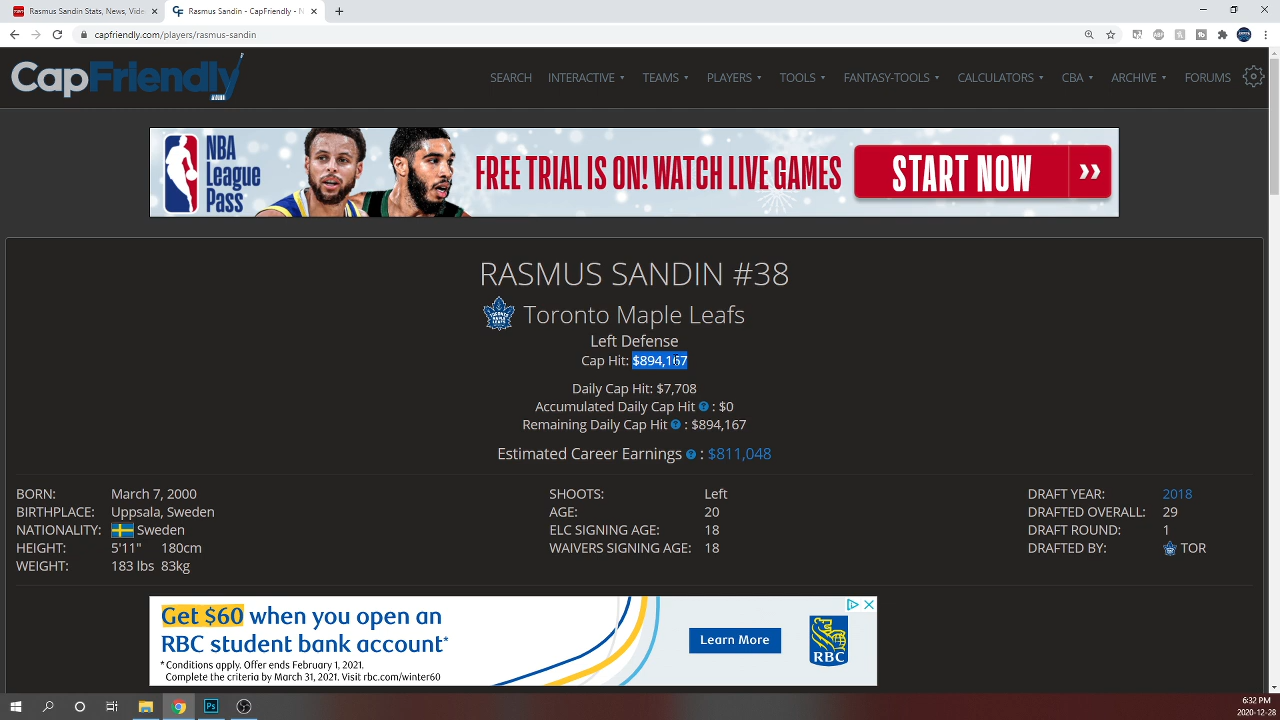 Rasmus Sandin Stats, News, Vide
Rasmus Sandin - CapFriendly - N
capfriendly.com/players/rasmus-sandin
CapFriendly
SEARCH INTERACTIVE TEAMS PLAYERS TOOLS FANTASY-TOOLS CALCULATORS CBA ARCHIVE FORUMS
NBA
League
Pass
FREE TRIAL IS ON! WATCH LIVE GAMES
START NOW
RASMUS SANDIN #38
Toronto Maple Leafs
Left Defense
Cap Hit: $894,167
Daily Cap Hit: $7,708
Accumulated Daily Cap Hit ? : $0
Remaining Daily Cap Hit ? : $894,167
Estimated Career Earnings ? : $811,048
BORN: March 7, 2000
BIRTHPLACE: Uppsala, Sweden
NATIONALITY: Sweden
HEIGHT: 5'11" 180cm
WEIGHT: 183 lbs 83kg
SHOOTS: Left
AGE: 20
ELC SIGNING AGE: 18
WAIVERS SIGNING AGE: 18
DRAFT YEAR: 2018
DRAFTED OVERALL: 29
DRAFT ROUND: 1
DRAFTED BY: TOR
Get $60 when you open an
RBC student bank account*
*Conditions apply. Offer ends February 1, 2021.
Complete the criteria by March 31, 2021. Visit rbc.com/winter60
Learn More
RBC
Ps
6:32 PM
2020-12-28